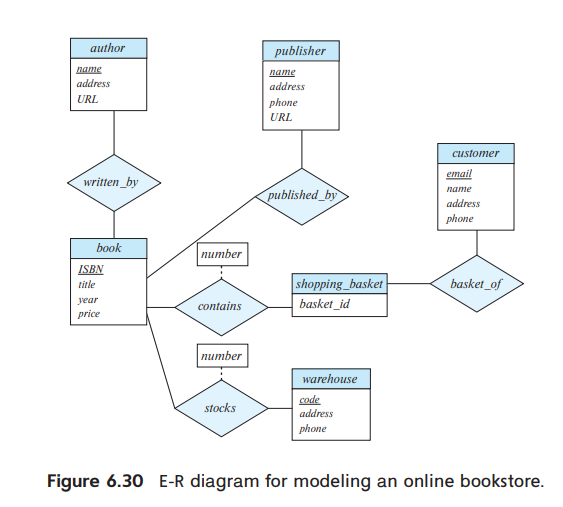 author
name
address
URL
publisher
name
address
phone
URL
customer
email
name
address
phone
written_by
published_by
book
ISBN
title
year
price
number
contains
shopping_basket
basket_id
basket_of
number
stocks
warehouse
code
address
phone
Figure 6.30 E-R diagram for modeling an online bookstore.